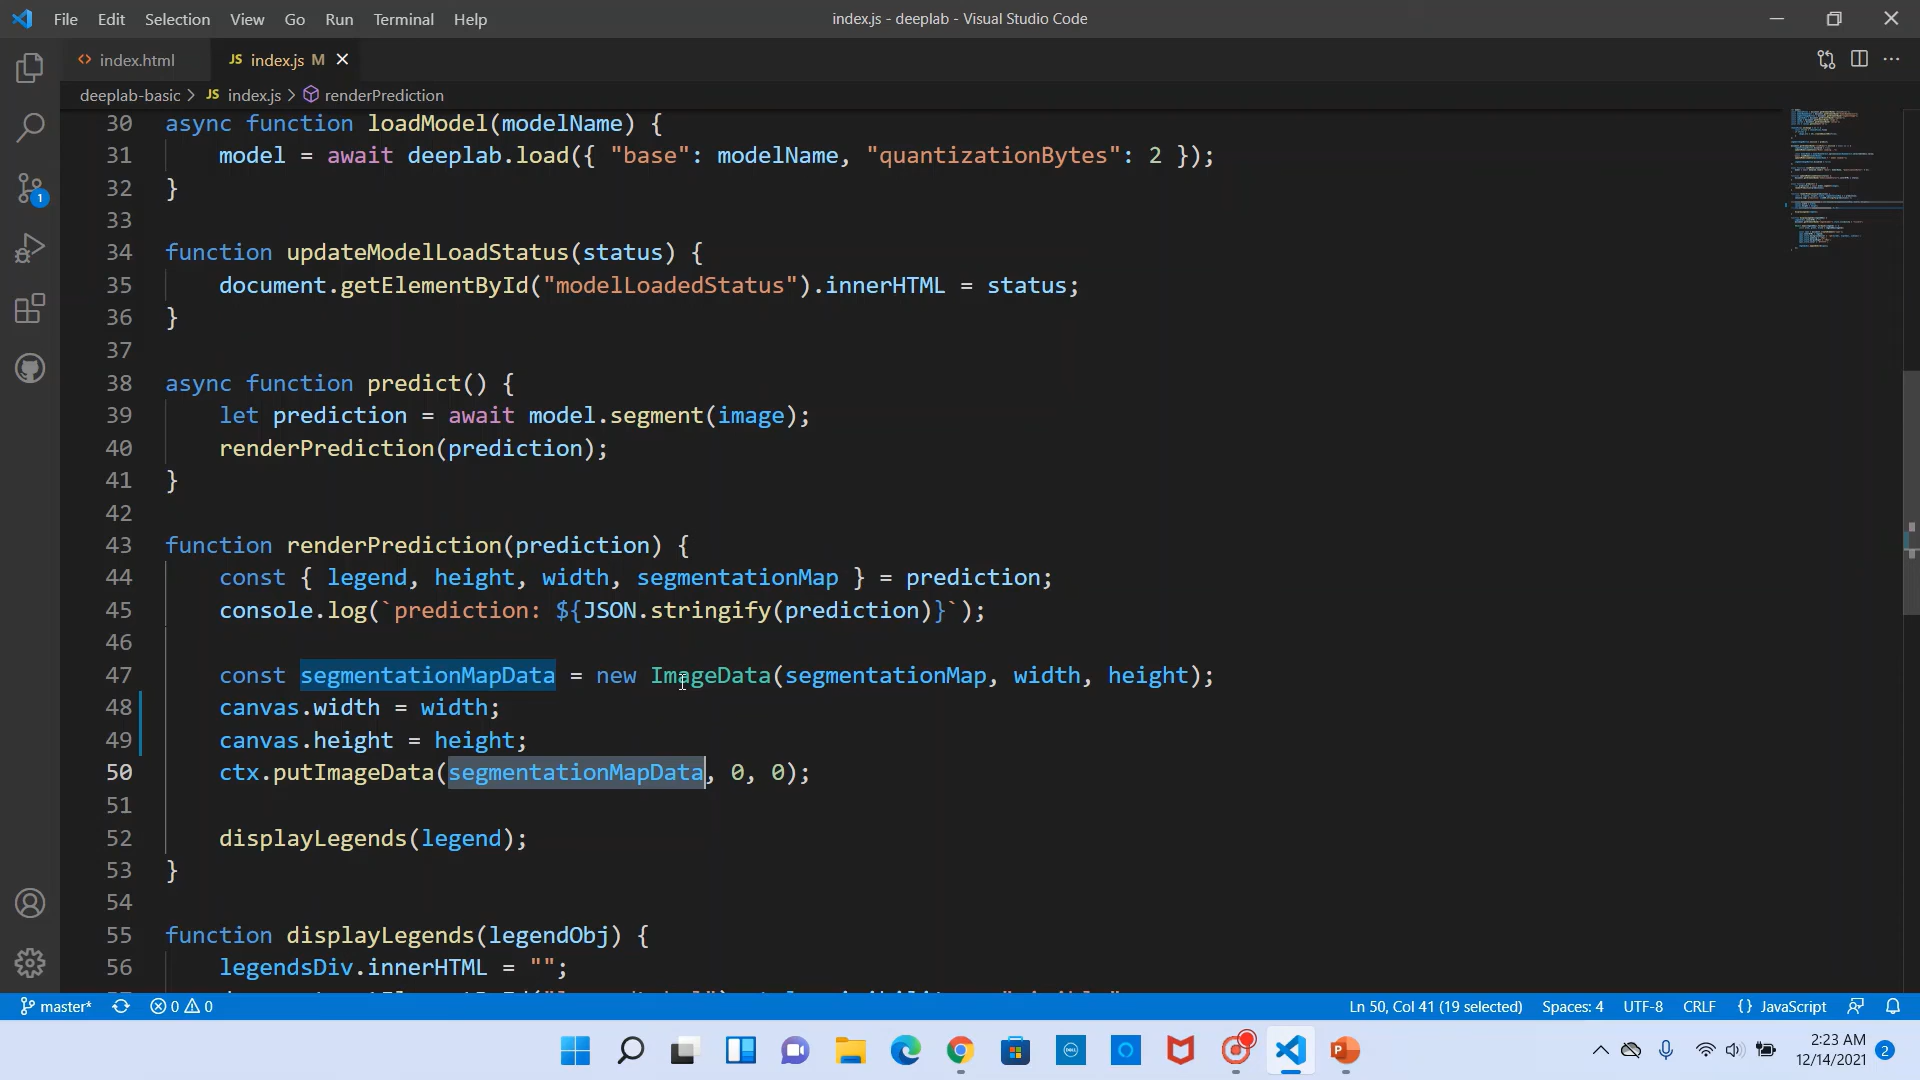 File Edit Selection View Go Run Terminal Help index.js - deeplab - Visual Studio Code
index.html JS index.js M
deeplab-basic > JS index.js > renderPrediction
30 async function loadModel(modelName) {
31 model = await deeplab.load({ "base": modelName, "quantizationBytes": 2 });
32 }
33
34 function updateModelLoadStatus(status) {
35 document.getElementById("modelLoadedStatus").innerHTML = status;
36 }
37
38 async function predict() {
39 let prediction = await model.segment(image);
40 renderPrediction(prediction);
41 }
42
43 function renderPrediction(prediction) {
44 const { legend, height, width, segmentationMap } = prediction;
45 console.log(`prediction: ${JSON.stringify(prediction)}`);
46
47 const segmentationMapData = new ImageData(segmentationMap, width, height);
48 canvas.width = width;
49 canvas.height = height;
50 ctx.putImageData(segmentationMapData, 0, 0);
51
52 displayLegends(legend);
53 }
54
55 function displayLegends(legendObj) {
56 legendsDiv.innerHTML = "";
1
master* 0 0 Ln 50, Col 41 (19 selected) Spaces: 4 UTF-8 CRLF {} JavaScript
2:23 AM
12/14/2021 2